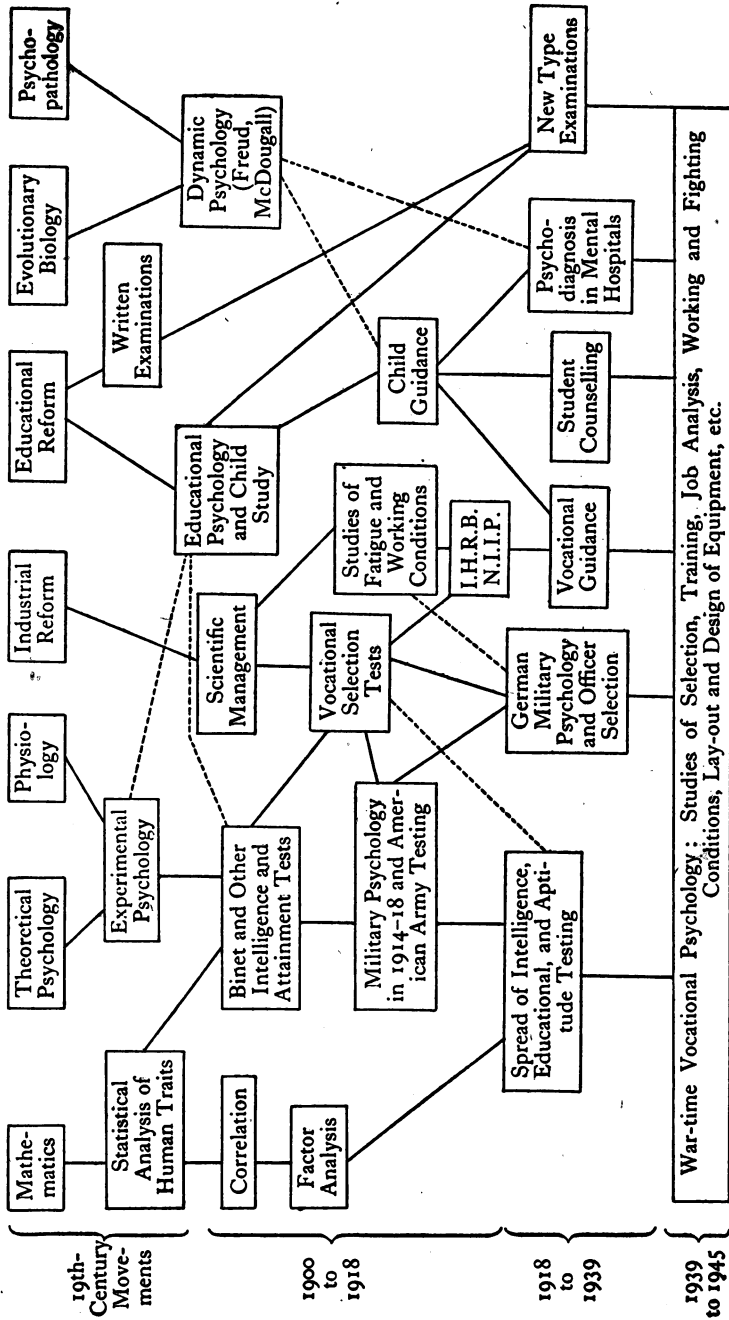 19th-
Century
Move-
ments
Mathe-
matics
Theoretical
Psychology
Physio-
logy
Industrial
Reform
Educational
Reform
Evolutionary
Biology
Psycho-
pathology
Statistical
Analysis of
Human Traits
Experimental
Psychology
Written
Examinations
Educational
Psychology
and Child
Study
Dynamic
Psychology
(Freud,
McDougall)
1900
to
1918
Correlation
Factor
Analysis
Binet and Other
Intelligence and
Attainment Tests
Scientific
Management
Military Psychology
in 1914-18 and Amer-
ican Army Testing
Vocational
Selection
Tests
Studies of
Fatigue and
Working
Conditions
Child
Guidance
I.H.R.B.
N.I.I.P.
1918
to
1939
Spread of Intelligence,
Educational, and Apti-
tude Testing
German
Military
Psychology
and Officer
Selection
Vocational
Guidance
Student
Counselling
Psycho-
diagnosis
in Mental
Hospitals
New Type
Examinations
1939
to 1945
War-time Vocational Psychology; Studies of Selection, Training, Job Analysis, Working and Fighting
Conditions, Lay-out and Design of Equipment, etc.